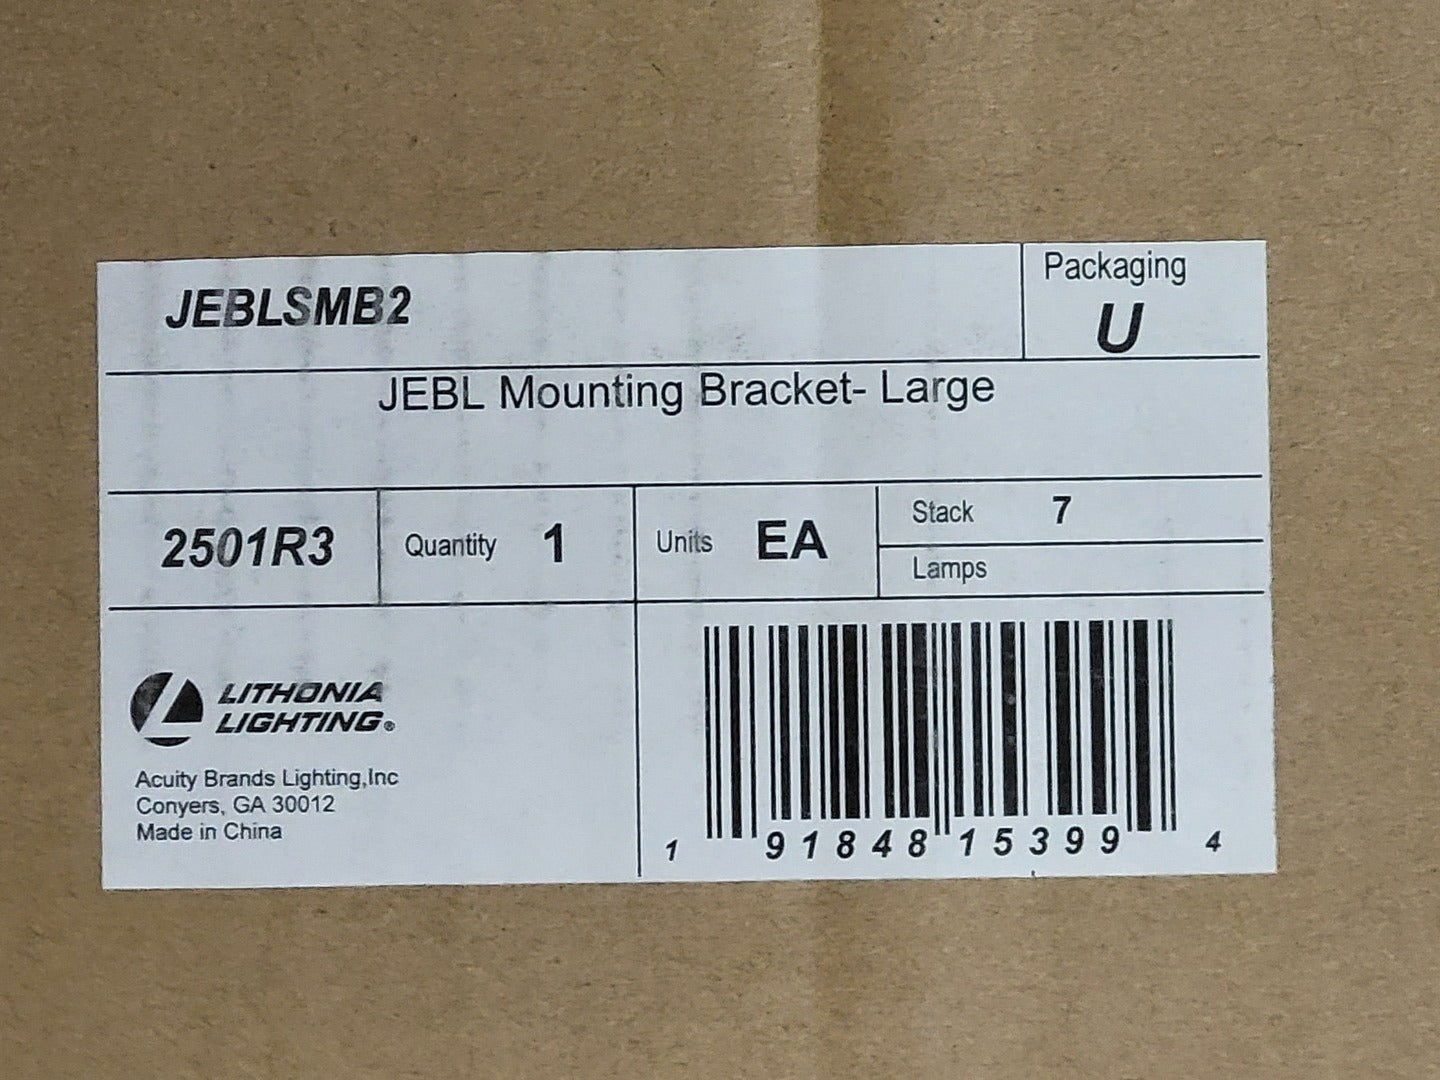 JEBLSMB2
Packaging
U
JEBL Mounting Bracket- Large
2501R3
Quantity 1
Units EA
Stack 7
Lamps
LITHONIA
LIGHTING®
Acuity Brands Lighting,Inc
Conyers, GA 30012
Made in China
1 91848 15399 4